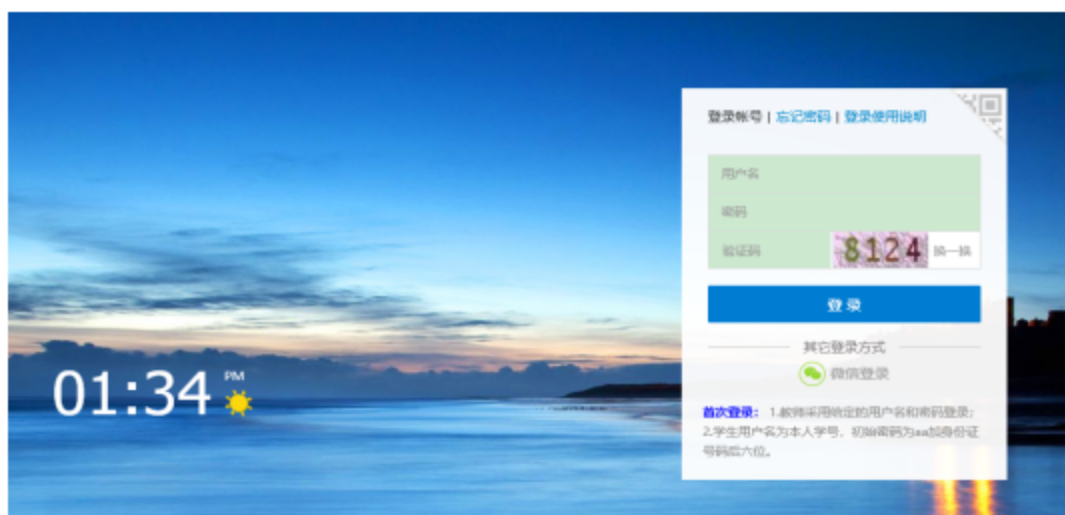 登录帐号 | 忘记密码 | 登录使用说明
用户名
密码
验证码 8124 换一换
登 录
其它登录方式
微信登录
01:34 PM
首次登录： 1.教师采用给定的用户名和密码登录；
2.学生用户名为本人学号，初始密码为aa加身份证
号码后六位。